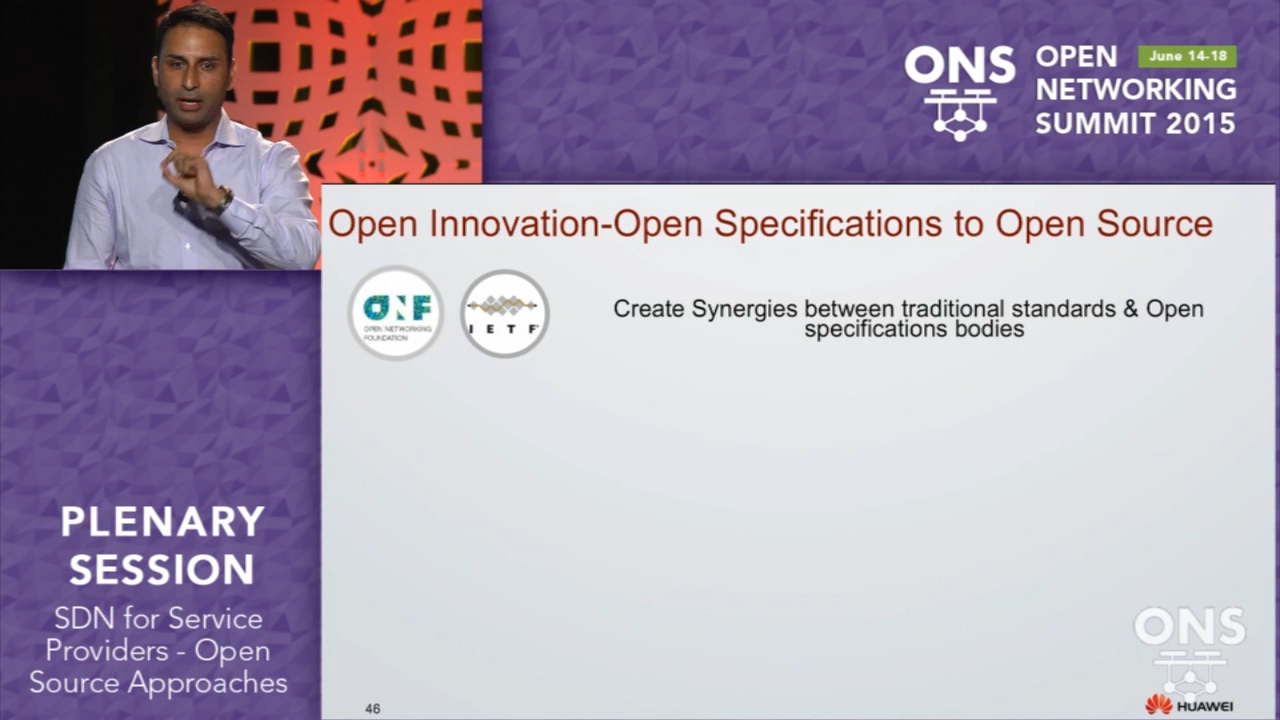 ONS
OPEN
June 14-18
NETWORKING
SUMMIT 2015
Open Innovation-Open Specifications to Open Source
ONF
OPEN NETWORKING
FOUNDATION
IETF
Create Synergies between traditional standards & Open
specifications bodies
PLENARY
SESSION
SDN for Service
Providers - Open
Source Approaches
ONS
46
HUAWEI